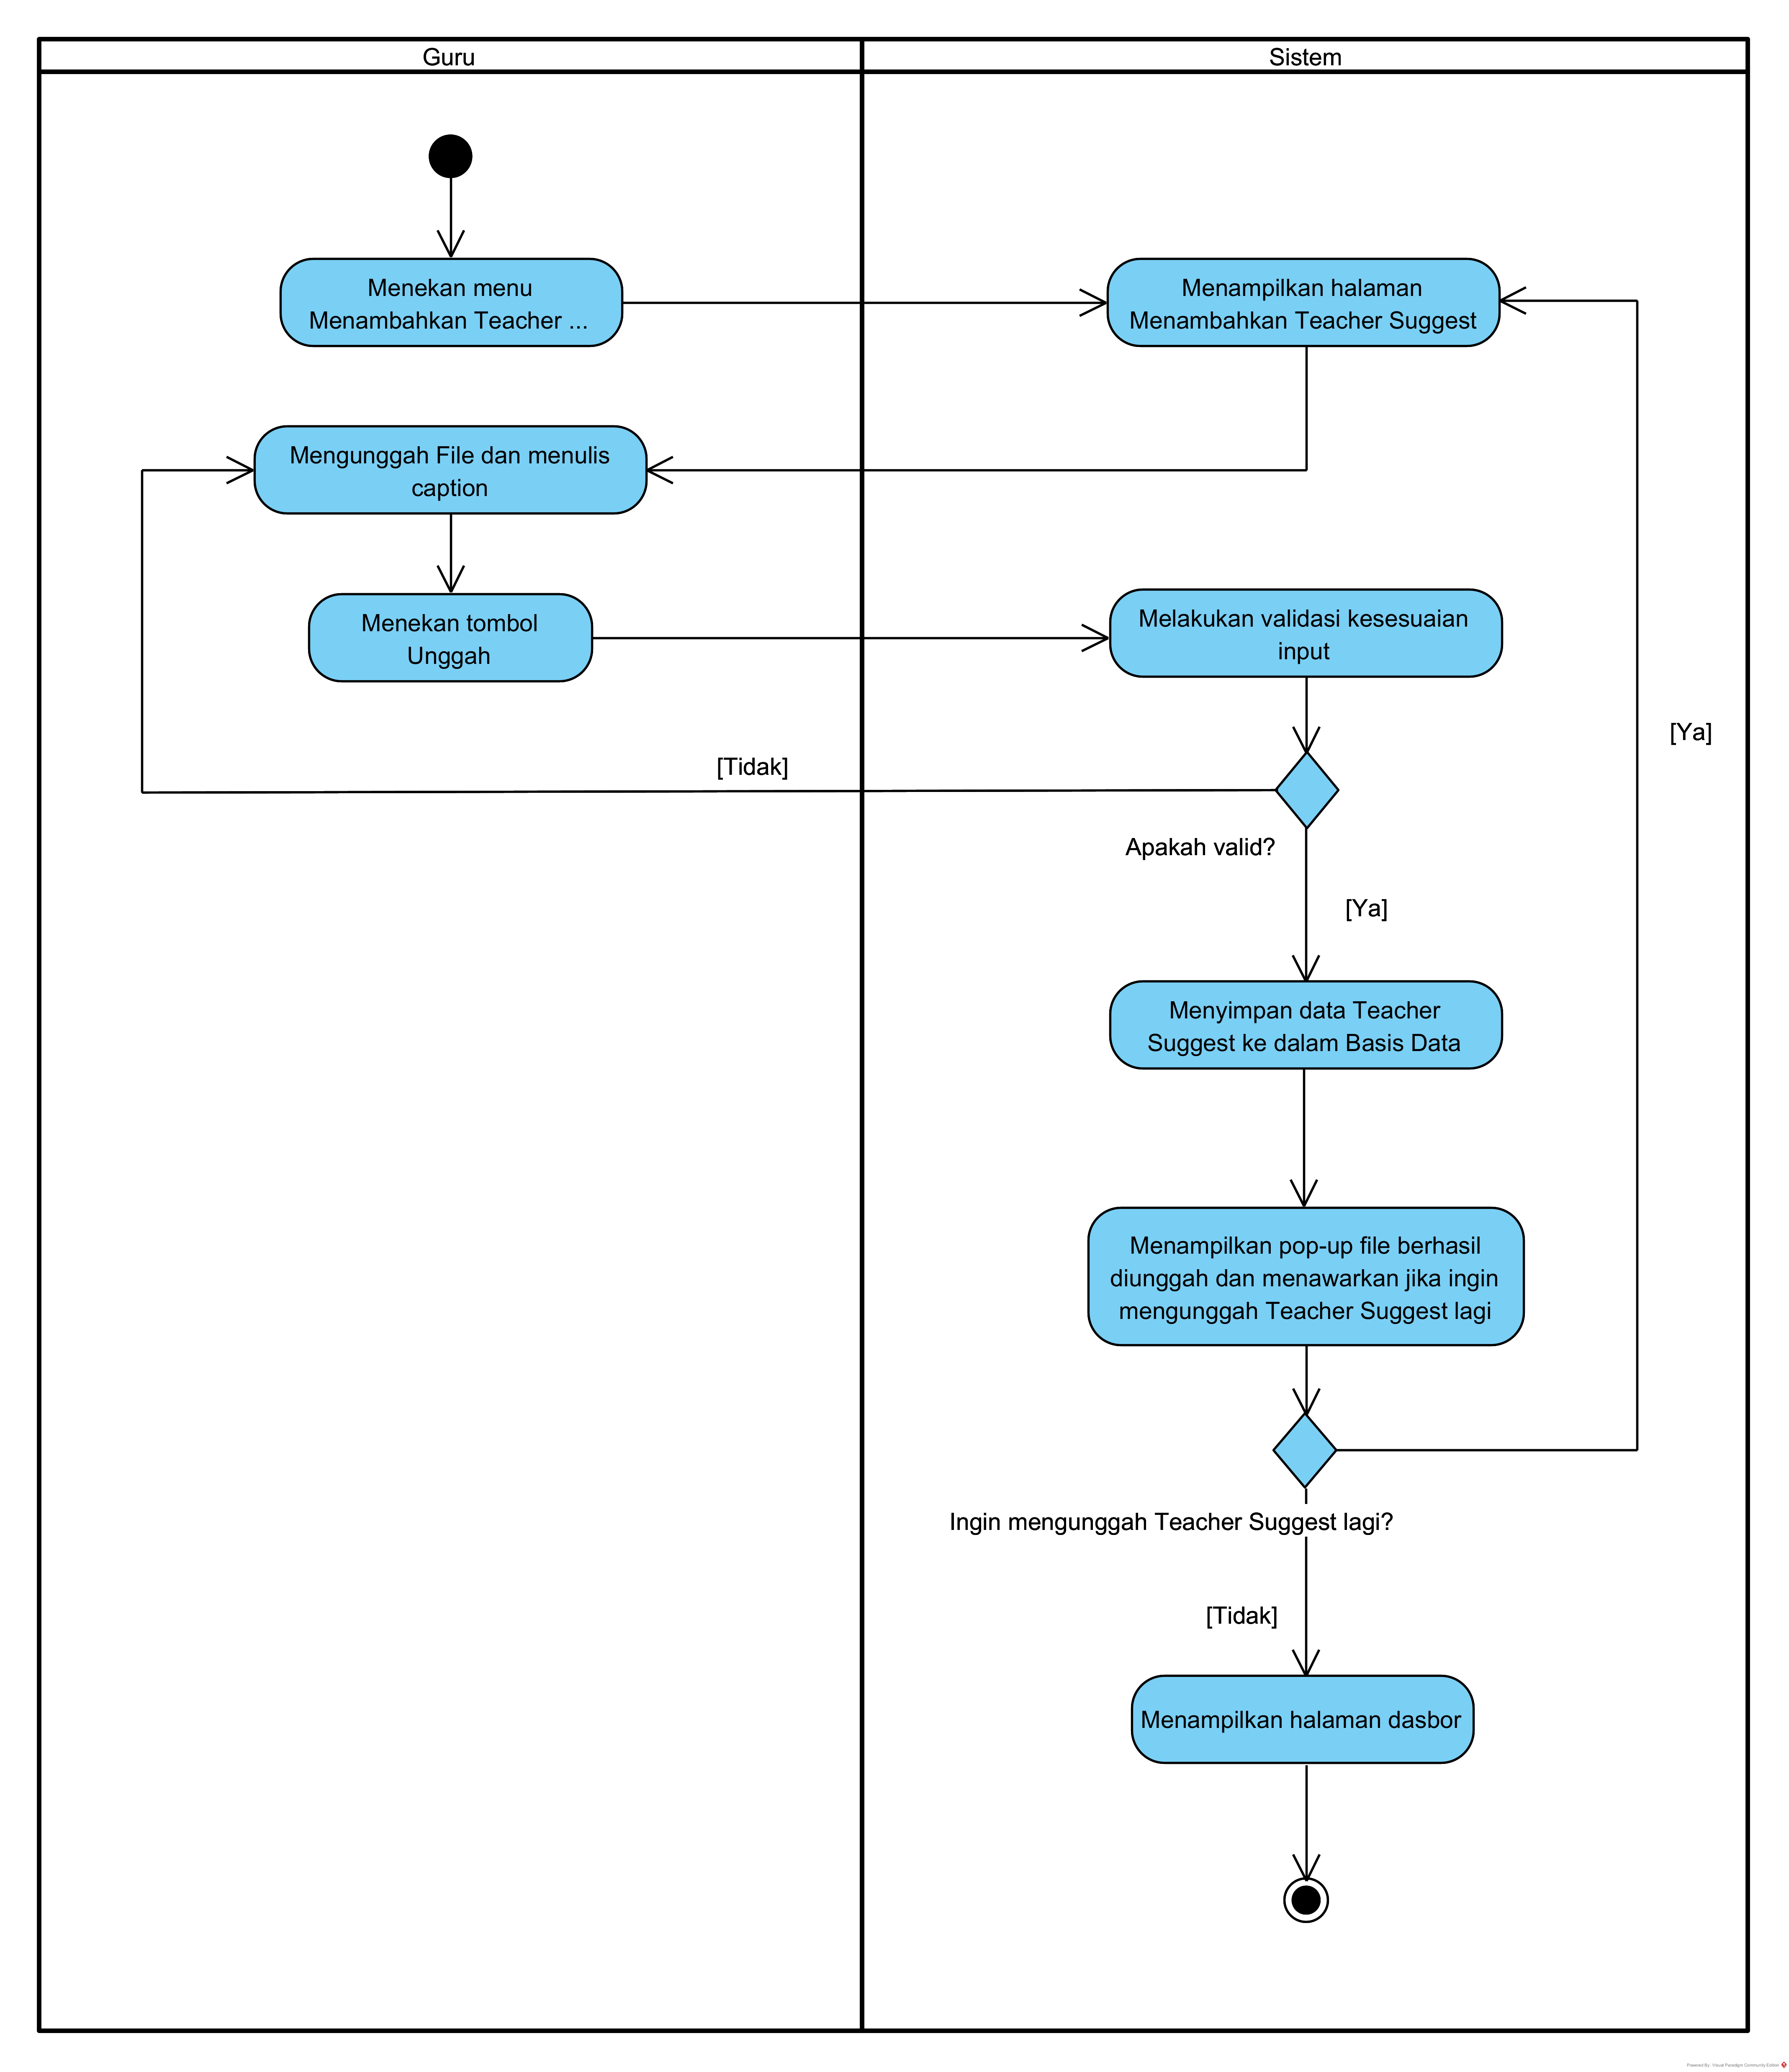 Guru
Sistem
Menekan menu
Menambahkan Teacher ...
Menampilkan halaman
Menambahkan Teacher Suggest
Mengunggah File dan menulis
caption
Menekan tombol
Unggah
Melakukan validasi kesesuaian
input
[Ya]
[Tidak]
Apakah valid?
[Ya]
Menyimpan data Teacher
Suggest ke dalam Basis Data
Menampilkan pop-up file berhasil
diunggah dan menawarkan jika ingin
mengunggah Teacher Suggest lagi
Ingin mengunggah Teacher Suggest lagi?
[Tidak]
Menampilkan halaman dasbor
Powered By: Visual Paradigm Community Edition